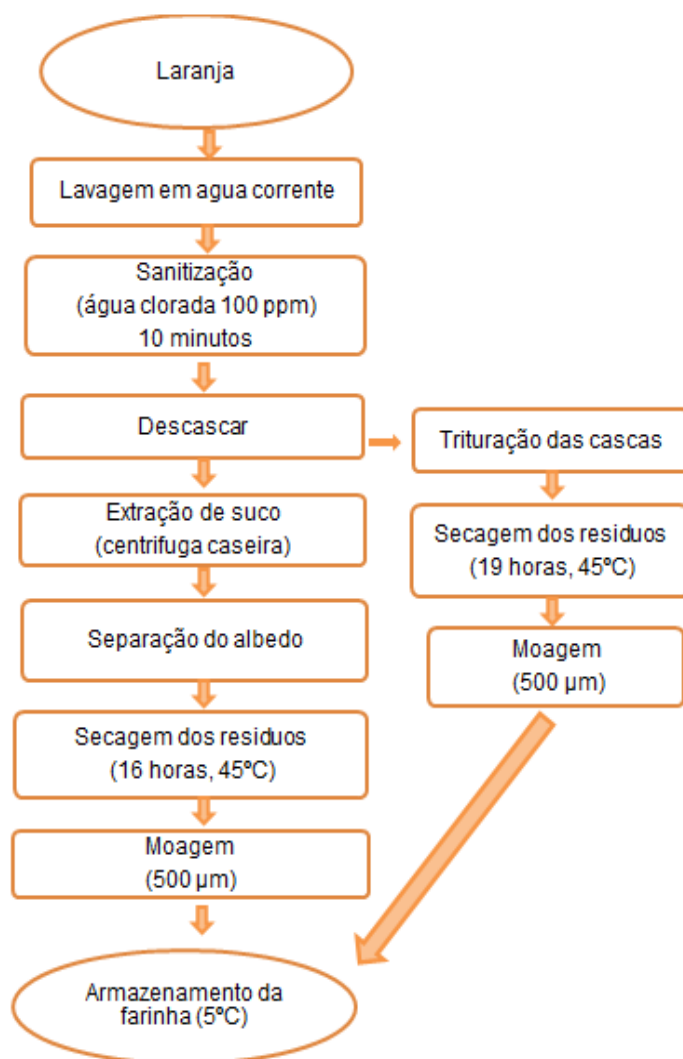 Laranja
Lavagem em agua corrente
Sanitização
(água clorada 100 ppm)
10 minutos
Descascar
Extração de suco
(centrifuga caseira)
Separação do albedo
Secagem dos residuos
(16 horas, 45ºC)
Moagem
(500 µm)
Trituração das cascas
Secagem dos residuos
(19 horas, 45ºC)
Moagem
(500 µm)
Armazenamento da
farinha (5ºC)